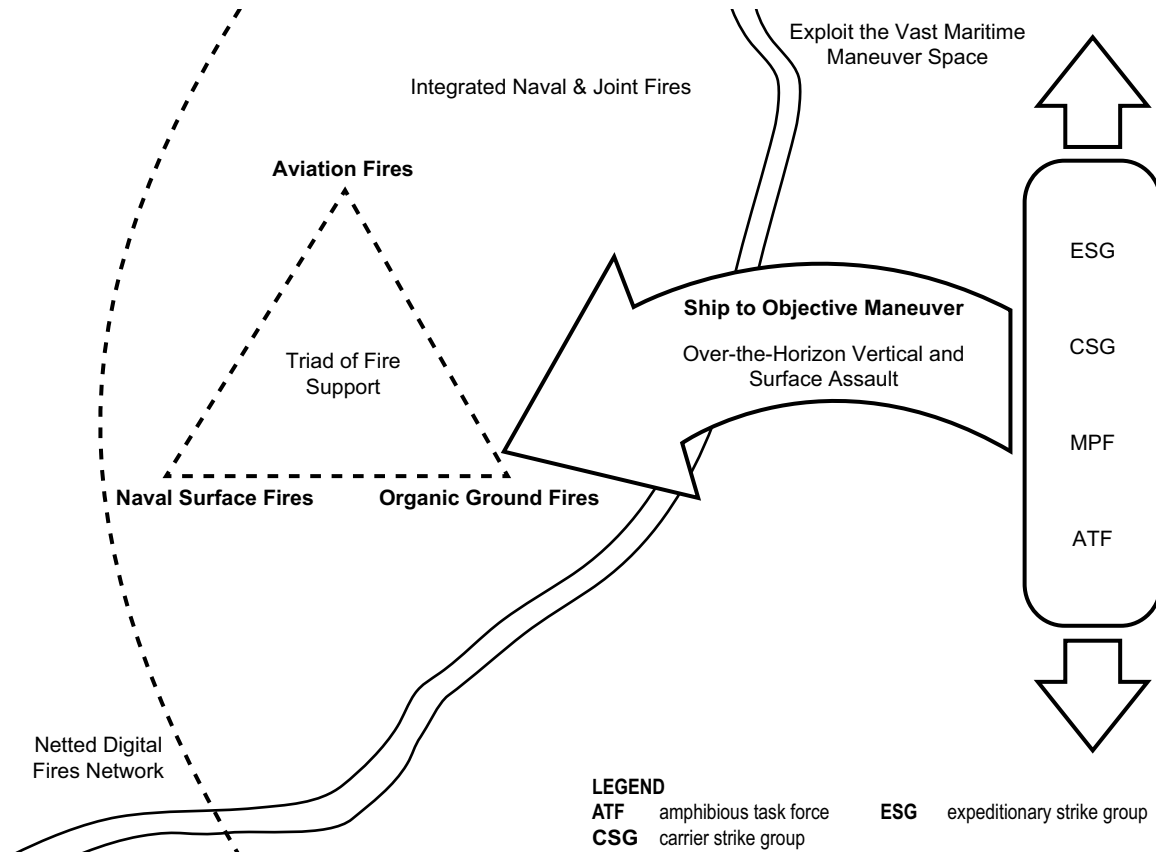 Exploit the Vast Maritime
Maneuver Space
Integrated Naval & Joint Fires
Aviation Fires
Triad of Fire
Support
Naval Surface Fires
Organic Ground Fires
Ship to Objective Maneuver
Over-the-Horizon Vertical and
Surface Assault
ESG
CSG
MPF
ATF
Netted Digital
Fires Network
LEGEND
ATF amphibious task force ESG expeditionary strike group
CSG carrier strike group